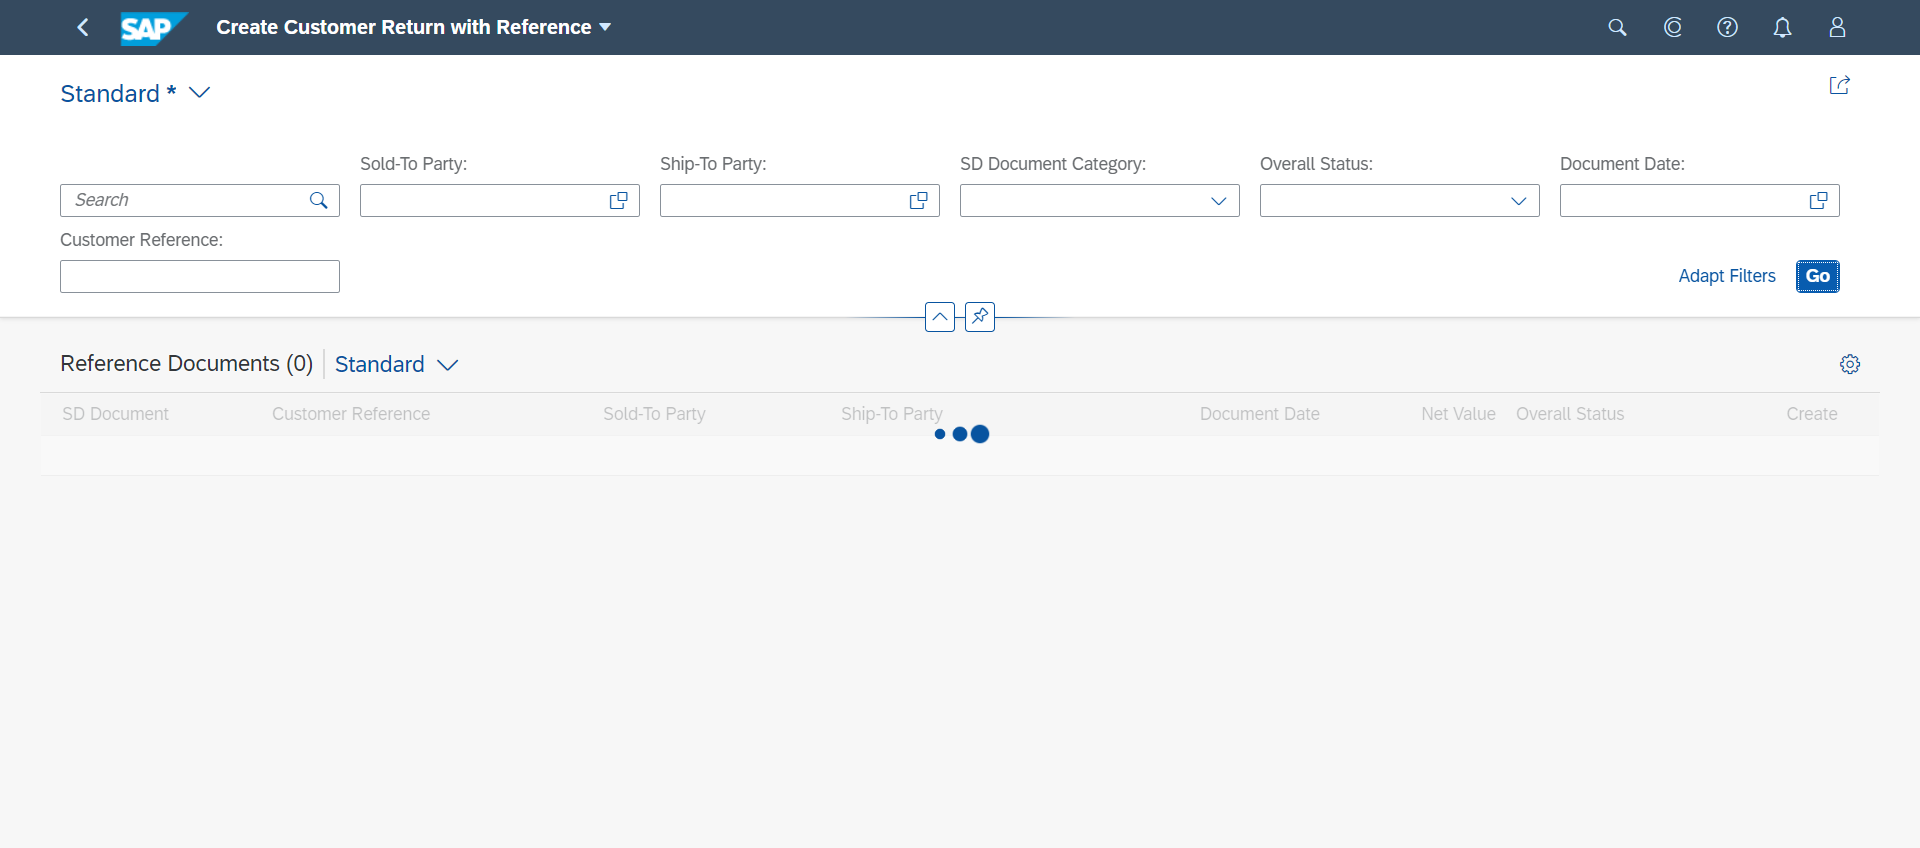 SAP Create Customer Return with Reference
Standard *
Sold-To Party: Ship-To Party: SD Document Category: Overall Status: Document Date:
Search
Customer Reference:
Adapt Filters Go
Reference Documents (0) Standard
SD Document Customer Reference Sold-To Party Ship-To Party Document Date Net Value Overall Status Create